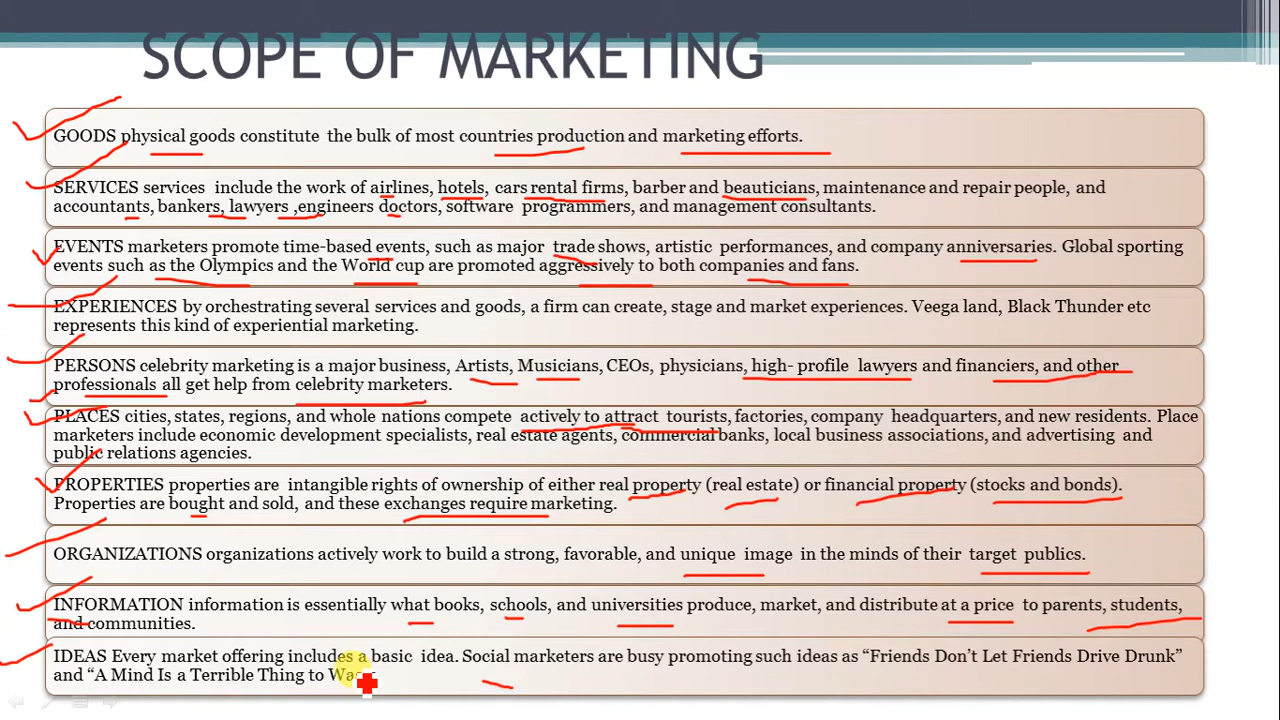 SCOPE OF MARKETING
GOODS physical goods constitute the bulk of most countries production and marketing efforts.
SERVICES services include the work of airlines, hotels, cars rental firms, barber and beauticians, maintenance and repair people, and
accountants, bankers, lawyers ,engineers doctors, software programmers, and management consultants.
EVENTS marketers promote time-based events, such as major trade shows, artistic performances, and company anniversaries. Global sporting
events such as the Olympics and the World cup are promoted aggressively to both companies and fans.
EXPERIENCES by orchestrating several services and goods, a firm can create, stage and market experiences. Veega land, Black Thunder etc
represents this kind of experiential marketing.
PERSONS celebrity marketing is a major business, Artists, Musicians, CEOs, physicians, high- profile lawyers and financiers, and other
professionals all get help from celebrity marketers.
PLACES cities, states, regions, and whole nations compete actively to attract tourists, factories, company headquarters, and new residents. Place
marketers include economic development specialists, real estate agents, commercial banks, local business associations, and advertising and
public relations agencies.
PROPERTIES properties are intangible rights of ownership of either real property (real estate) or financial property (stocks and bonds).
Properties are bought and sold, and these exchanges require marketing.
ORGANIZATIONS organizations actively work to build a strong, favorable, and unique image in the minds of their target publics.
INFORMATION information is essentially what books, schools, and universities produce, market, and distribute at a price to parents, students,
and communities.
IDEAS Every market offering includes a basic idea. Social marketers are busy promoting such ideas as “Friends Don’t Let Friends Drive Drunk”
and “A Mind Is a Terrible Thing to